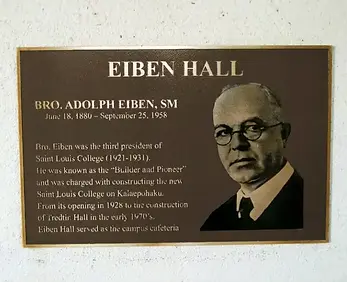 EIBEN HALL
BRO. ADOLPH EIBEN, SM
June 18, 1880 – September 25, 1958
Bro. Eiben was the third president of
Saint Louis College (1921-1931).
He was known as the “Builder and Pioneer”
and was charged with constructing the new
Saint Louis College on Kalaepohaku.
From its opening in 1928 to the construction
of Tredtin Hall in the early 1970's.
Eiben Hall served as the campus cafeteria